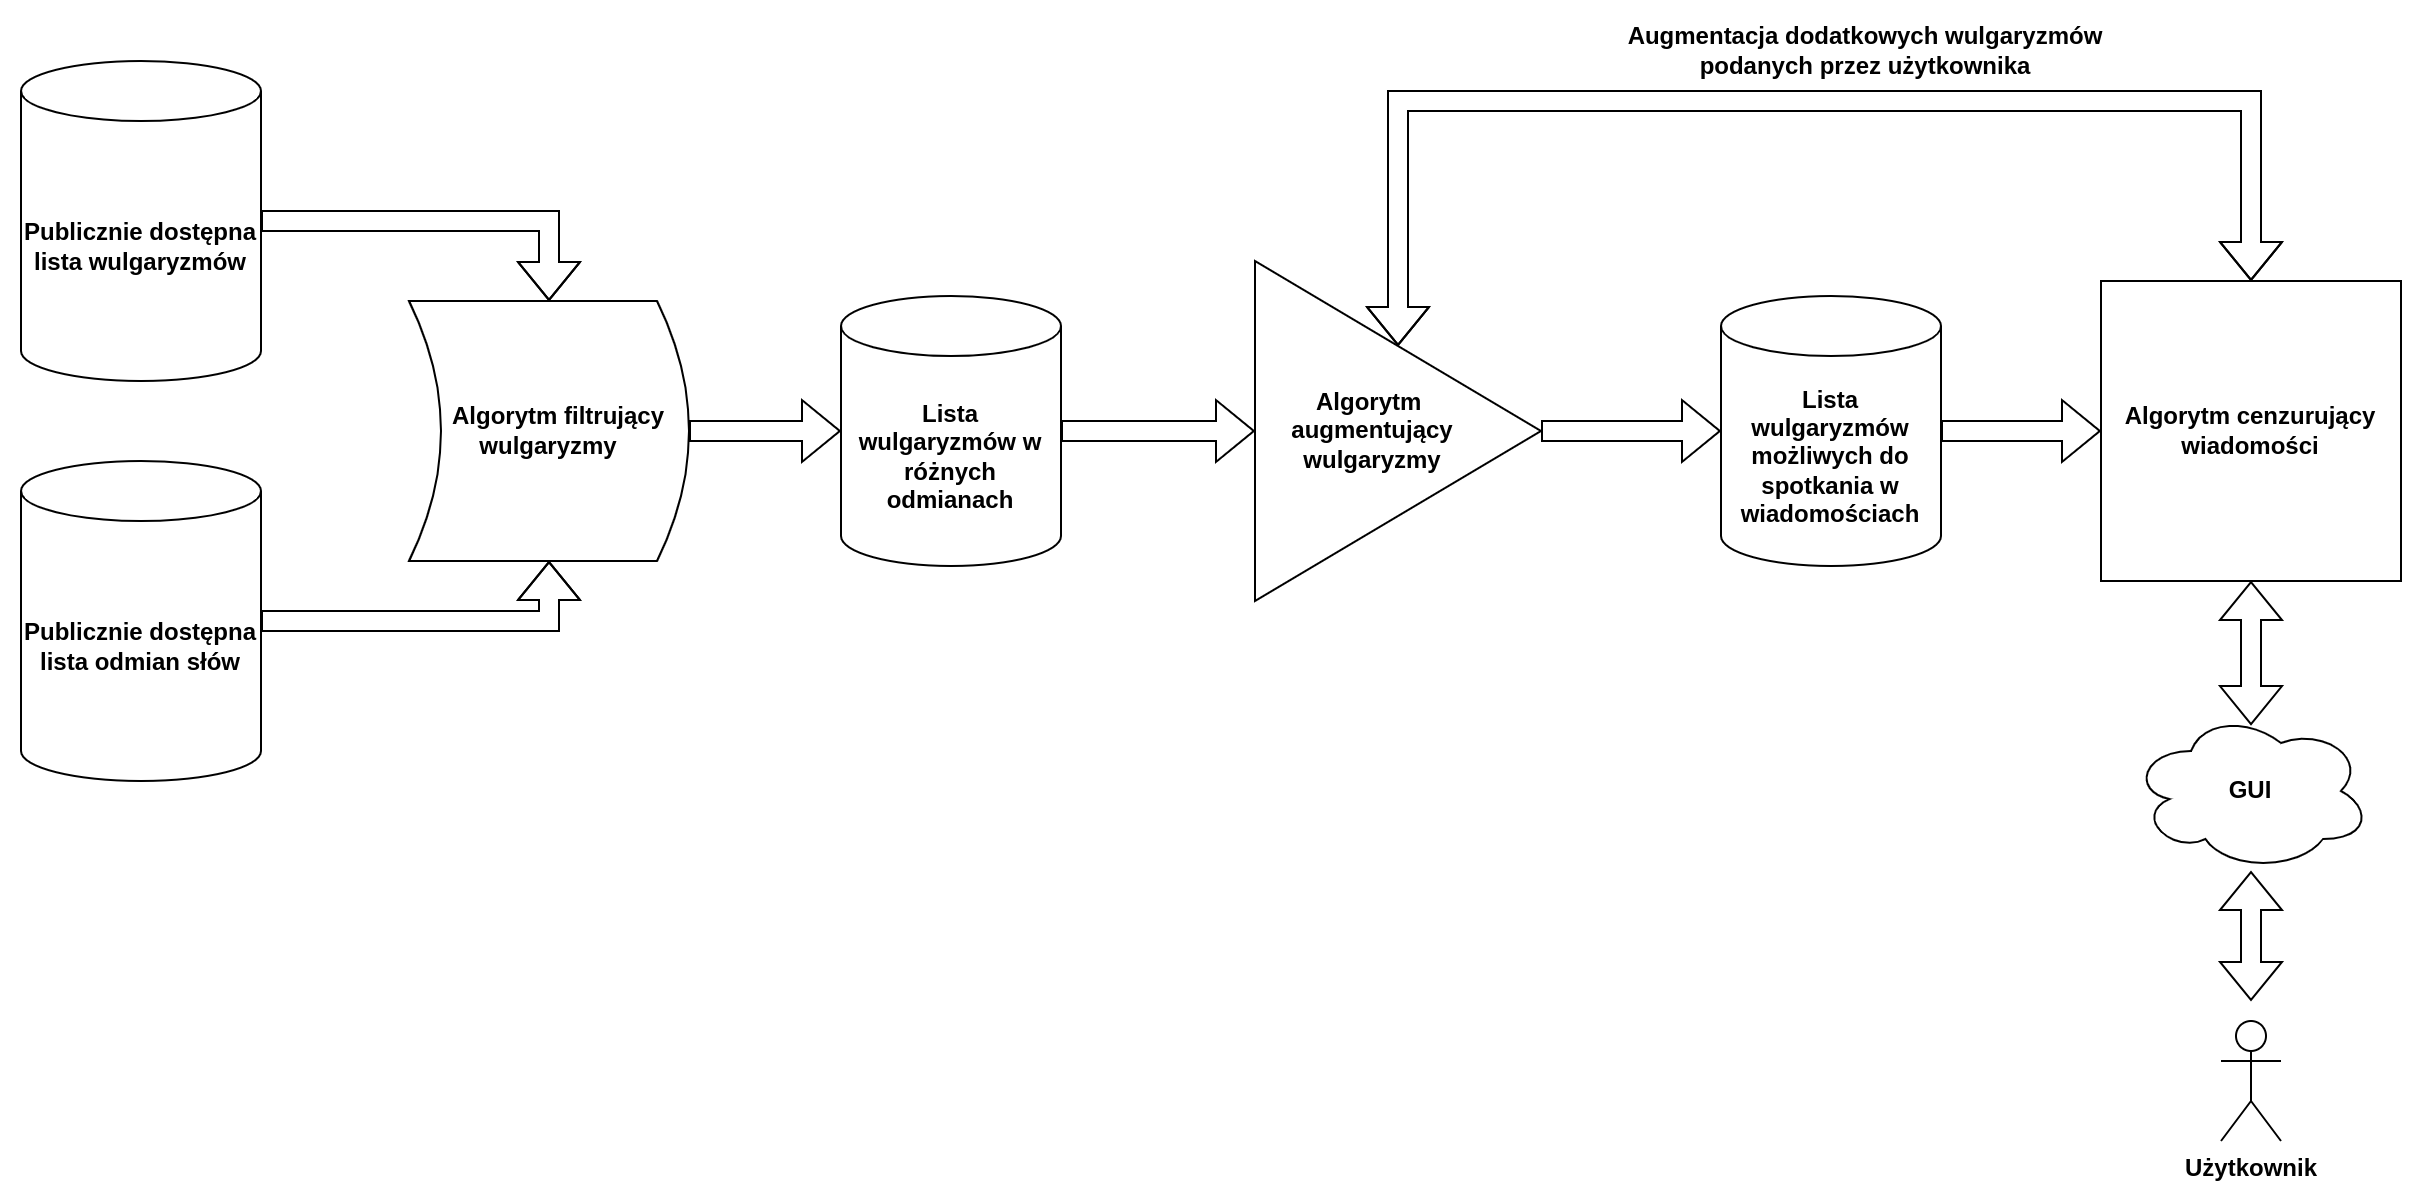 Augmentacja dodatkowych wulgaryzmów
podanych przez użytkownika
Publicznie dostępna
lista wulgaryzmów
Publicznie dostępna
lista odmian słów
Algorytm filtrujący
wulgaryzmy
Lista
wulgaryzmów w
różnych
odmianach
Algorytm
augmentujący
wulgaryzmy
Lista
wulgaryzmów
możliwych do
spotkania w
wiadomościach
Algorytm cenzurujący
wiadomości
GUI
Użytkownik